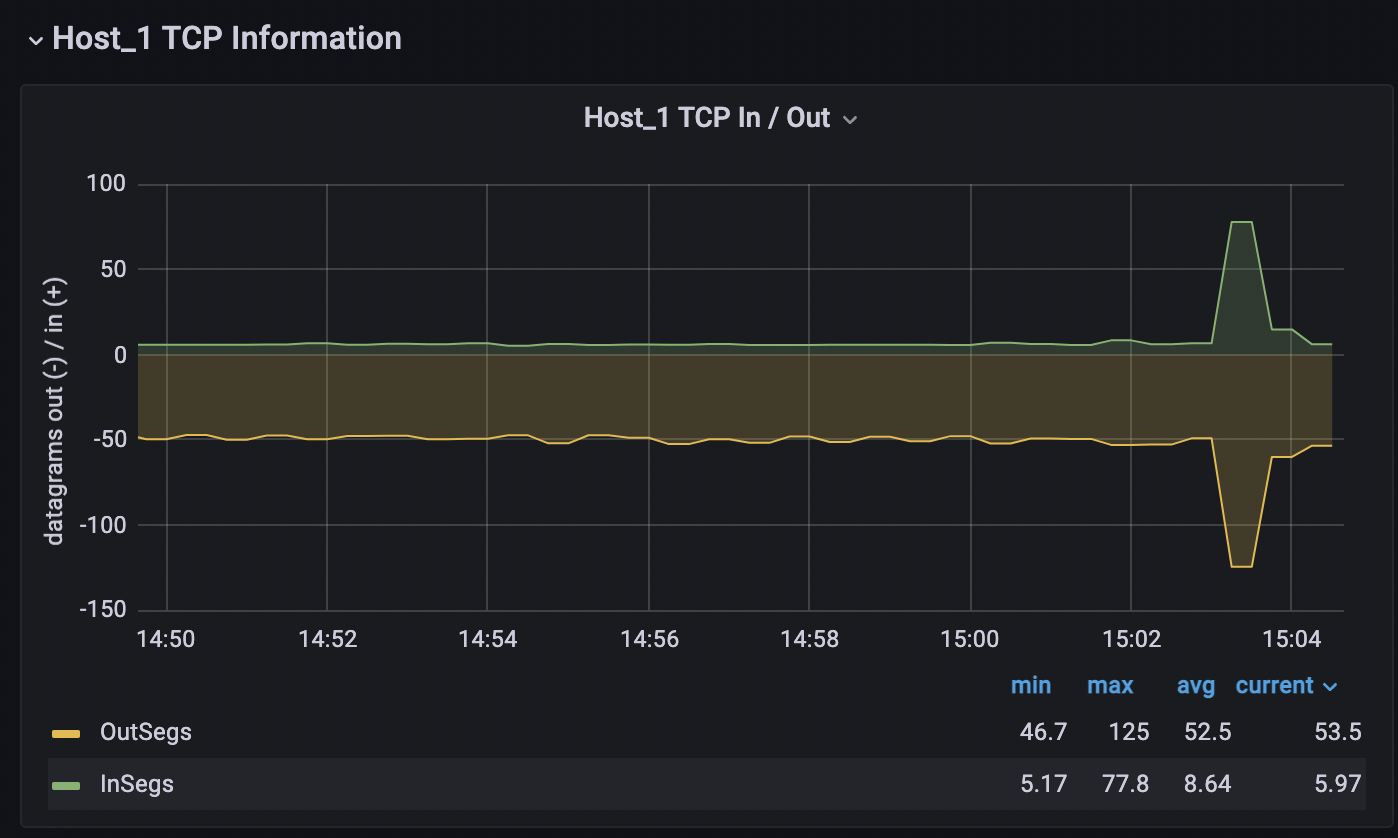 Host_1 TCP Information
Host_1 TCP In / Out
datagrams out (-) / in (+)
100
50
0
-50
-100
-150
14:50 14:52 14:54 14:56 14:58 15:00 15:02 15:04
min max avg current
OutSegs 46.7 125 52.5 53.5
InSegs 5.17 77.8 8.64 5.97